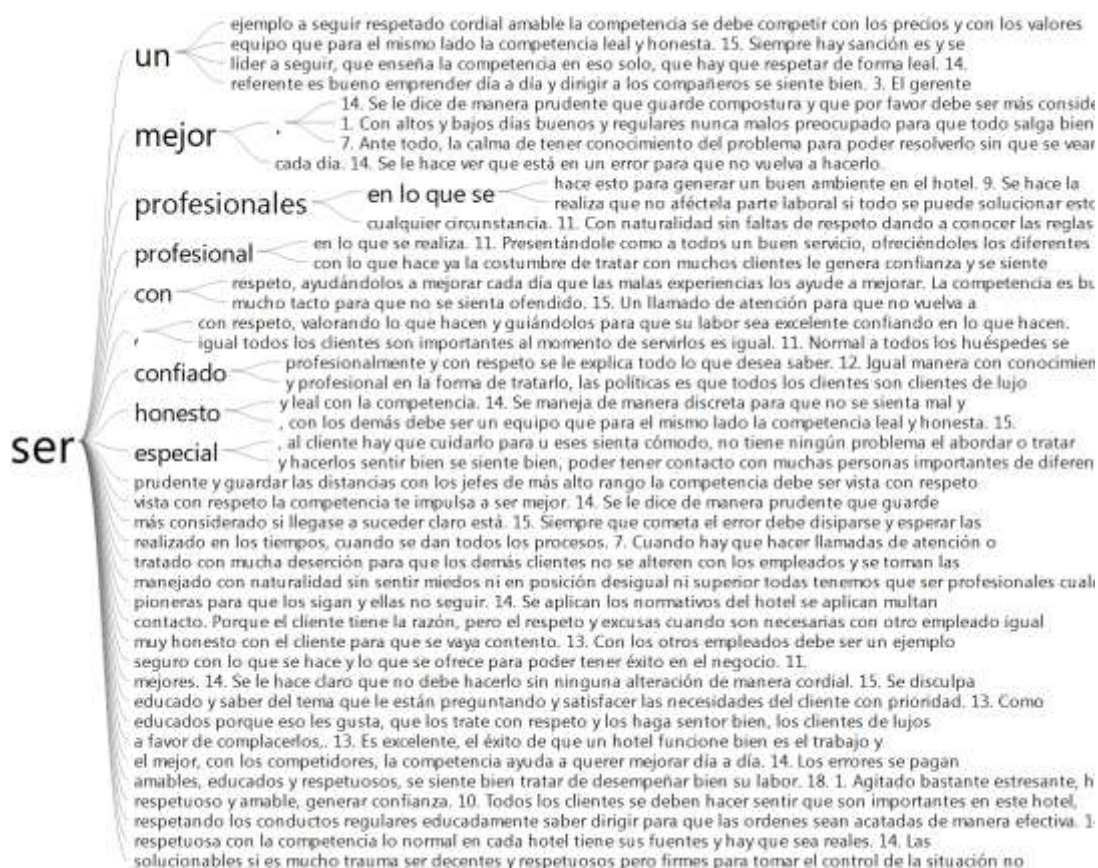 ser
un
ejemplo a seguir respetado cordial amable la competencia se debe competir con los precios y con los valores
equipo que para el mismo lado la competencia leal y honesta. 15. Siempre hay sanción es y se
líder a seguir, que enseña la competencia en eso solo, que hay que respetar de forma leal. 14.
referente es bueno emprender día a día y dirigir a los compañeros se siente bien. 3. El gerente
mejor
,
14. Se le dice de manera prudente que guarde compostura y que por favor debe ser más conside
1. Con altos y bajos días buenos y regulares nunca malos preocupado para que todo salga bien
7. Ante todo, la calma de tener conocimiento del problema para poder resolverlo sin que se vean
cada día. 14. Se le hace ver que está en un error para que no vuelva a hacerlo.
profesionales
en lo que se
hace esto para generar un buen ambiente en el hotel. 9. Se hace la
realiza que no aféctela parte laboral si todo se puede solucionar esto
cualquier circunstancia. 11. Con naturalidad sin faltas de respeto dando a conocer las reglas
profesional
en lo que se realiza. 11. Presentándole como a todos un buen servicio, ofreciéndoles los diferentes
con lo que hace ya la costumbre de tratar con muchos clientes le genera confianza y se siente
con
respeto, ayudándolos a mejorar cada día que las malas experiencias los ayude a mejorar. La competencia es bu
mucho tacto para que no se sienta ofendido. 15. Un llamado de atención para que no vuelva a
,
con respeto, valorando lo que hacen y guiándolos para que su labor sea excelente confiando en lo que hacen.
igual todos los clientes son importantes al momento de servirlos es igual. 11. Normal a todos los huéspedes se
confiado
profesionalmente y con respeto se le explica todo lo que desea saber. 12. Igual manera con conocimien
y profesional en la forma de tratarlo, las políticas es que todos los clientes son clientes de lujo
honesto
y leal con la competencia. 14. Se maneja de manera discreta para que no se sienta mal y
, con los demás debe ser un equipo que para el mismo lado la competencia leal y honesta. 15.
especial
, al cliente hay que cuidarlo para u eses sienta cómodo, no tiene ningún problema el abordar o tratar
y hacerlos sentir bien se siente bien, poder tener contacto con muchas personas importantes de diferen
prudente y guardar las distancias con los jefes de más alto rango la competencia debe ser vista con respeto
vista con respeto la competencia te impulsa a ser mejor. 14. Se le dice de manera prudente que guarde
más considerado si llegase a suceder claro está. 15. Siempre que cometa el error debe disiparse y esperar las
realizado en los tiempos, cuando se dan todos los procesos. 7. Cuando hay que hacer llamadas de atención o
tratado con mucha deserción para que los demás clientes no se alteren con los empleados y se toman las
manejado con naturalidad sin sentir miedos ni en posición desigual ni superior todas tenemos que ser profesionales cualq
pioneras para que los sigan y ellas no seguir. 14. Se aplican los normativos del hotel se aplican multan
contacto. Porque el cliente tiene la razón, pero el respeto y excusas cuando son necesarias con otro empleado igual
muy honesto con el cliente para que se vaya contento. 13. Con los otros empleados debe ser un ejemplo
seguro con lo que se hace y lo que se ofrece para poder tener éxito en el negocio. 11.
mejores. 14. Se le hace claro que no debe hacerlo sin ninguna alteración de manera cordial. 15. Se disculpa
educado y saber del tema que le están preguntando y satisfacer las necesidades del cliente con prioridad. 13. Como
educados porque eso les gusta, que los trate con respeto y los haga sentor bien, los clientes de lujos
a favor de complacerlos,. 13. Es excelente, el éxito de que un hotel funcione bien es el trabajo y
el mejor, con los competidores, la competencia ayuda a querer mejorar día a día. 14. Los errores se pagan
amables, educados y respetuosos, se siente bien tratar de desempeñar bien su labor. 18. 1. Agitado bastante estresante, h
respetuoso y amable, generar confianza. 10. Todos los clientes se deben hacer sentir que son importantes en este hotel,
respetando los conductos regulares educadamente saber dirigir para que las ordenes sean acatadas de manera efectiva. 1
respetuosa con la competencia lo normal en cada hotel tiene sus fuentes y hay que sea reales. 14. Las
solucionables si es mucho trauma ser decentes y respetuosos pero firmes para tomar el control de la situación no